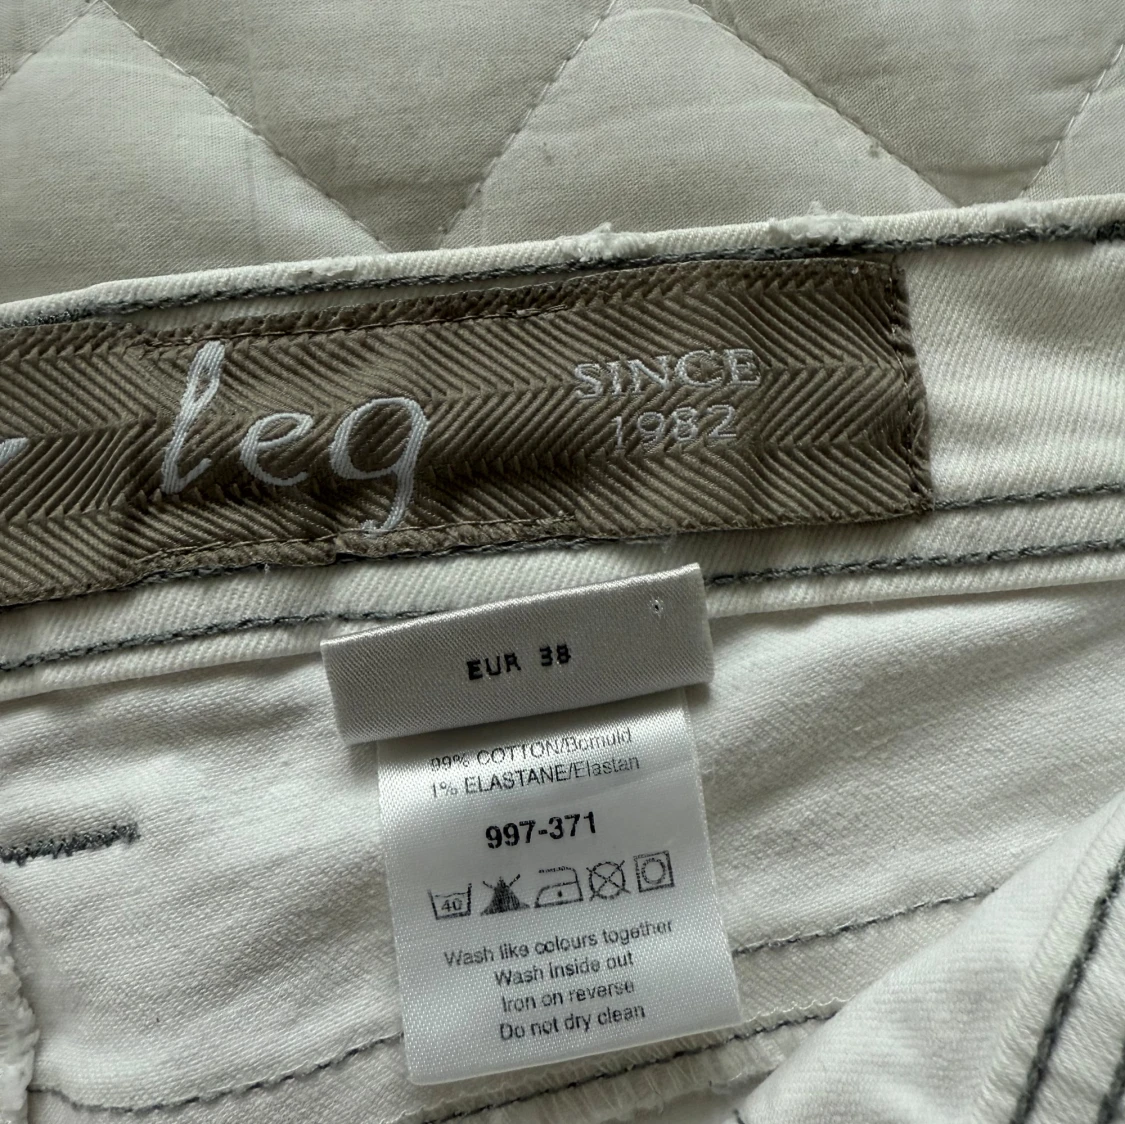 leg
SINCE
1982
EUR 38
99% COTTON/Bomuld
1% ELASTANE/Elastan
997-371
40
Wash like colours together
Wash inside out
Iron on reverse
Do not dry clean